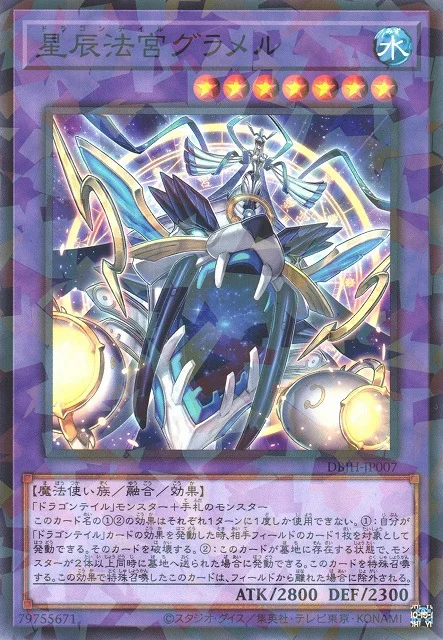 ドラゴンテイル
星辰法宮グラメル
水
DBJH-JP007
【魔法使い族／融合／効果】
「ドラゴンテイル」モンスター＋手札のモンスター
このカード名の①②の効果はそれぞれ1ターンに1度しか使用できない。①：自分が
「ドラゴンテイル」カードの効果を発動した時、相手フィールドのカード1枚を対象として
発動できる。そのカードを破壊する。②：このカードが墓地に存在する状態で、モン
スターが2体以上同時に墓地へ送られた場合に発動できる。このカードを特殊召
喚する。この効果で特殊召喚したこのカードは、フィールドから離れた場合に除外される。
ATK/2800 DEF/2300
79755671
©スタジオ・ダイス／集英社・テレビ東京・KONAMI